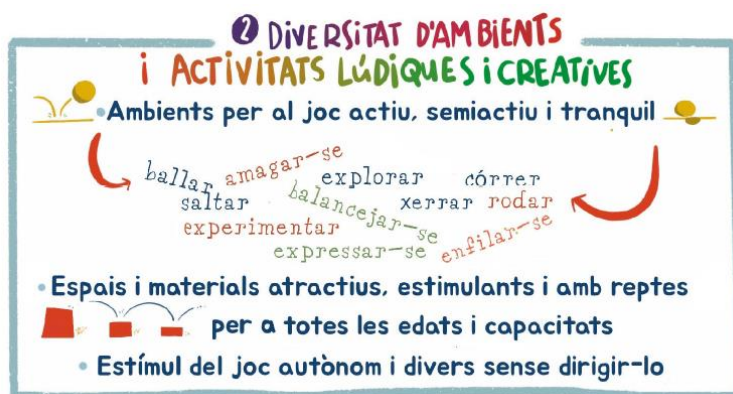 2 DIVERSITAT D'AMBIENTS
i ACTIVITATS LÚDIQUES i CREATIVES
• Ambients per al joc actiu, semiactiu i tranquil
ballar amagar-se explorar córrer
saltar balancejar-se xerrar rodar
experimentar expressar-se enfilar-se
• Espais i materials atractius, estimulants i amb reptes
per a totes les edats i capacitats
• Estímul del joc autònom i divers sense dirigir-lo